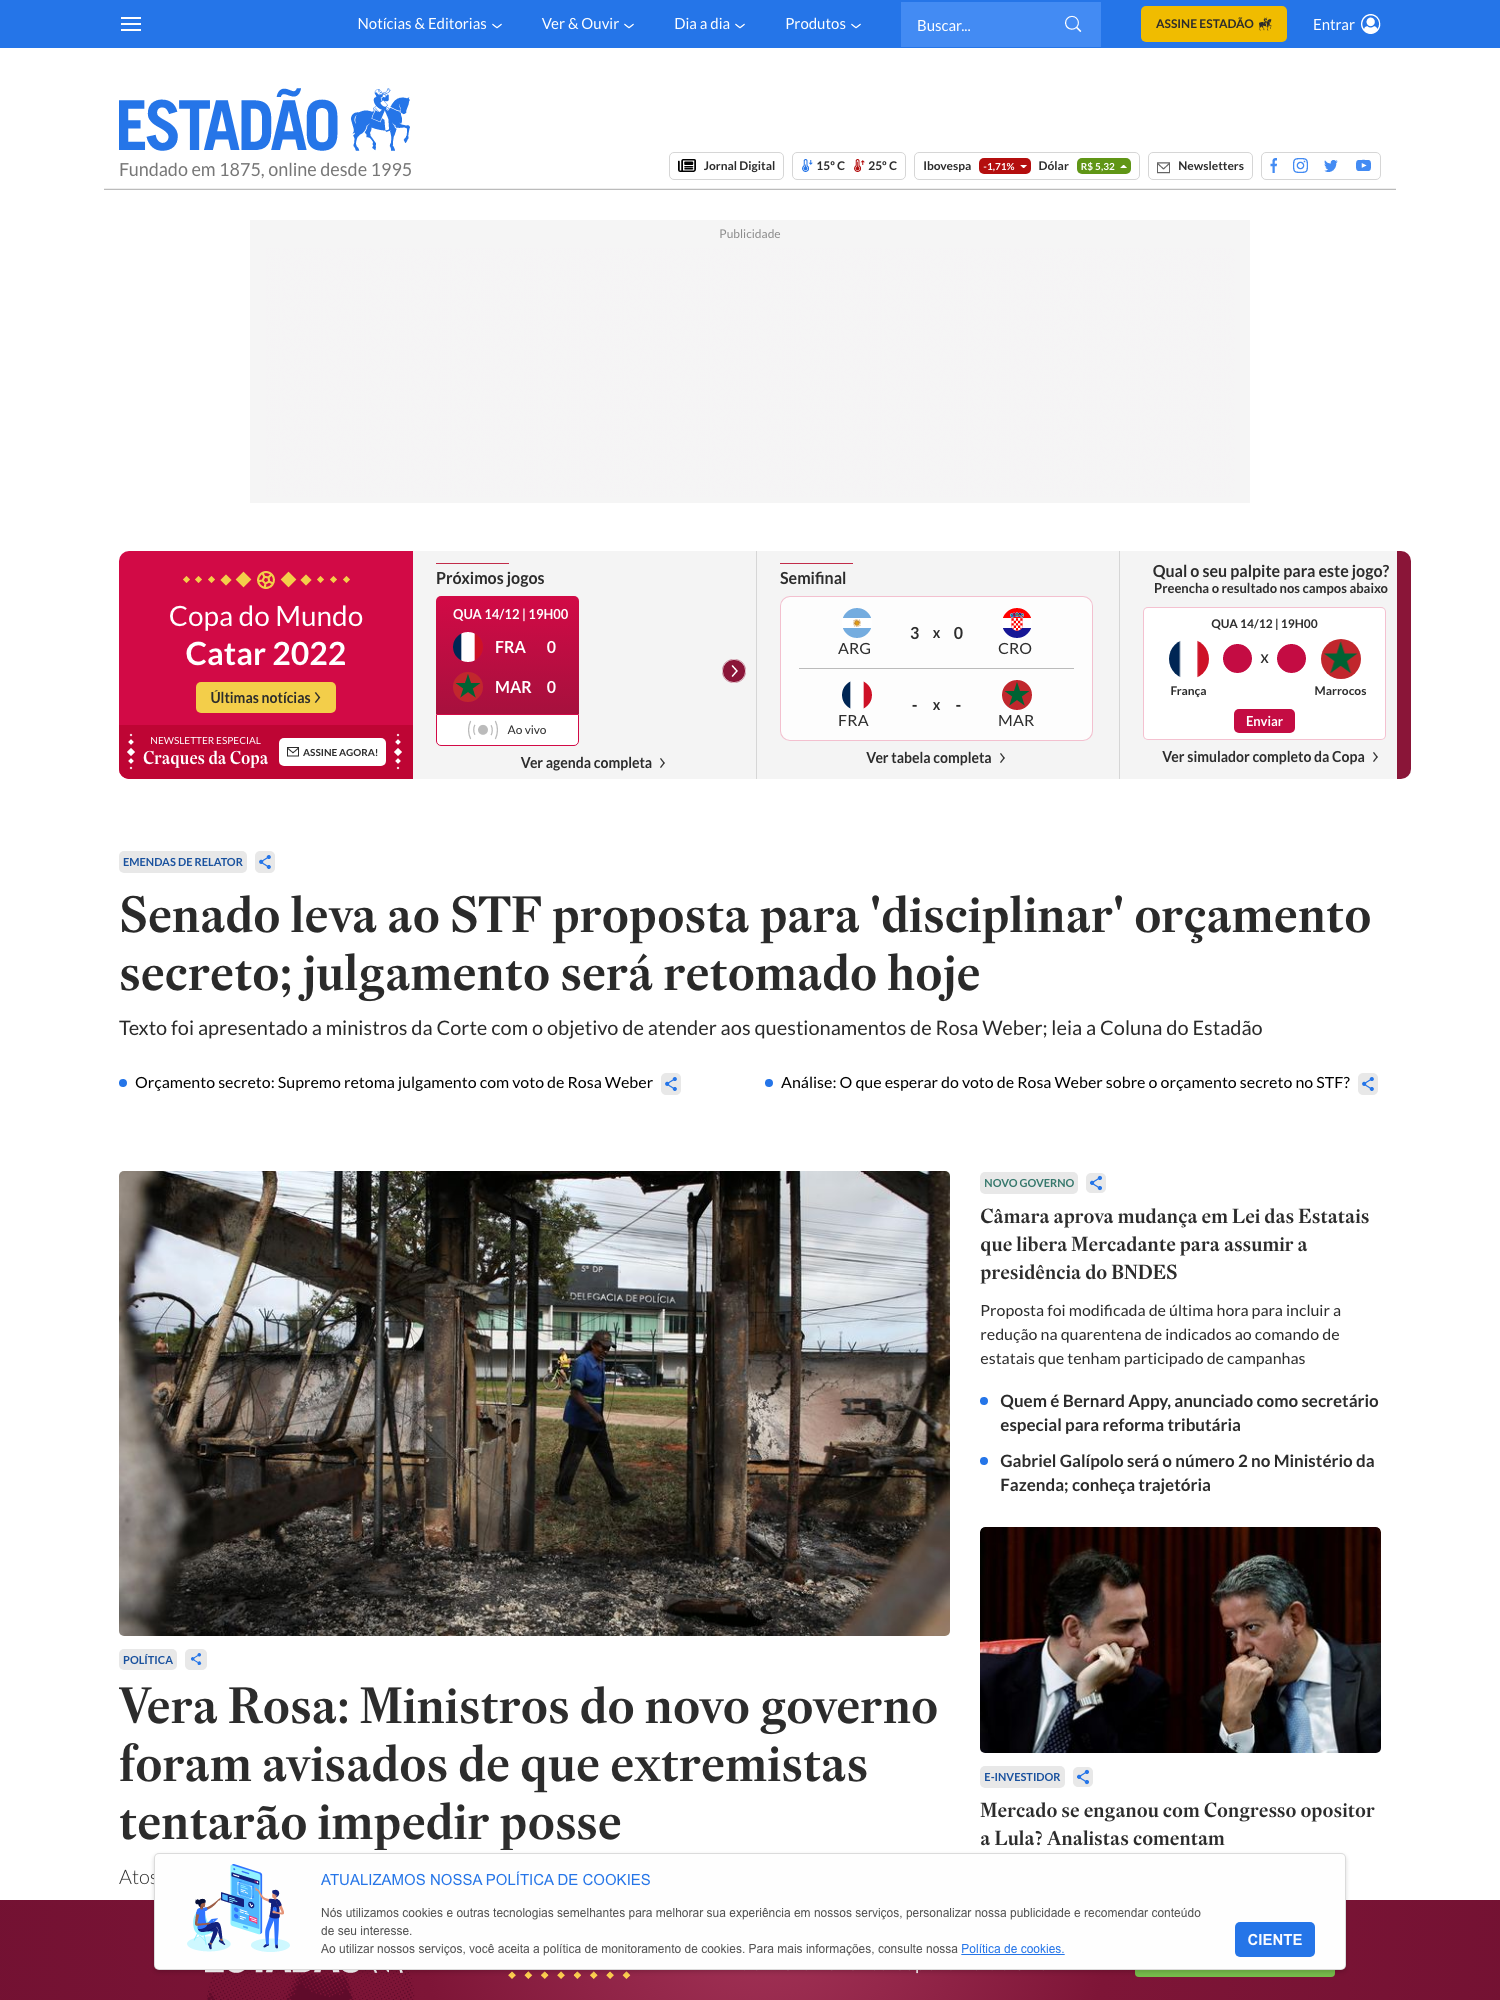 Notícias & Editorias
Ver & Ouvir
Dia a dia
Produtos
Buscar...
ASSINE ESTADÃO
Entrar
ESTADÃO
Fundado em 1875, online desde 1995
Jornal Digital
15º C
25º C
Ibovespa
-1,71%
Dólar
R$ 5,32
Newsletters
Publicidade
Copa do Mundo
Catar 2022
Últimas notícias
NEWSLETTER ESPECIAL
Craques da Copa
ASSINE AGORA!
Próximos jogos
QUA 14/12 | 19H00
FRA 0
MAR 0
Ao vivo
Ver agenda completa
Semifinal
3 x 0
ARG CRO
- x -
FRA MAR
Ver tabela completa
Qual o seu palpite para este jogo?
Preencha o resultado nos campos abaixo
QUA 14/12 | 19H00
X
França Marrocos
Enviar
Ver simulador completo da Copa
EMENDAS DE RELATOR
Senado leva ao STF proposta para 'disciplinar' orçamento
secreto; julgamento será retomado hoje
Texto foi apresentado a ministros da Corte com o objetivo de atender aos questionamentos de Rosa Weber; leia a Coluna do Estadão
Orçamento secreto: Supremo retoma julgamento com voto de Rosa Weber
Análise: O que esperar do voto de Rosa Weber sobre o orçamento secreto no STF?
5ª DP
DELEGACIA DE POLÍCIA
POLÍTICA
Vera Rosa: Ministros do novo governo
foram avisados de que extremistas
tentarão impedir posse
NOVO GOVERNO
Câmara aprova mudança em Lei das Estatais
que libera Mercadante para assumir a
presidência do BNDES
Proposta foi modificada de última hora para incluir a
redução na quarentena de indicados ao comando de
estatais que tenham participado de campanhas
Quem é Bernard Appy, anunciado como secretário
especial para reforma tributária
Gabriel Galípolo será o número 2 no Ministério da
Fazenda; conheça trajetória
E-INVESTIDOR
Mercado se enganou com Congresso opositor
a Lula? Analistas comentam
ATUALIZAMOS NOSSA POLÍTICA DE COOKIES
Nós utilizamos cookies e outras tecnologias semelhantes para melhorar sua experiência em nossos serviços, personalizar nossa publicidade e recomendar conteúdo
de seu interesse.
Ao utilizar nossos serviços, você aceita a política de monitoramento de cookies. Para mais informações, consulte nossa Política de cookies.
CIENTE